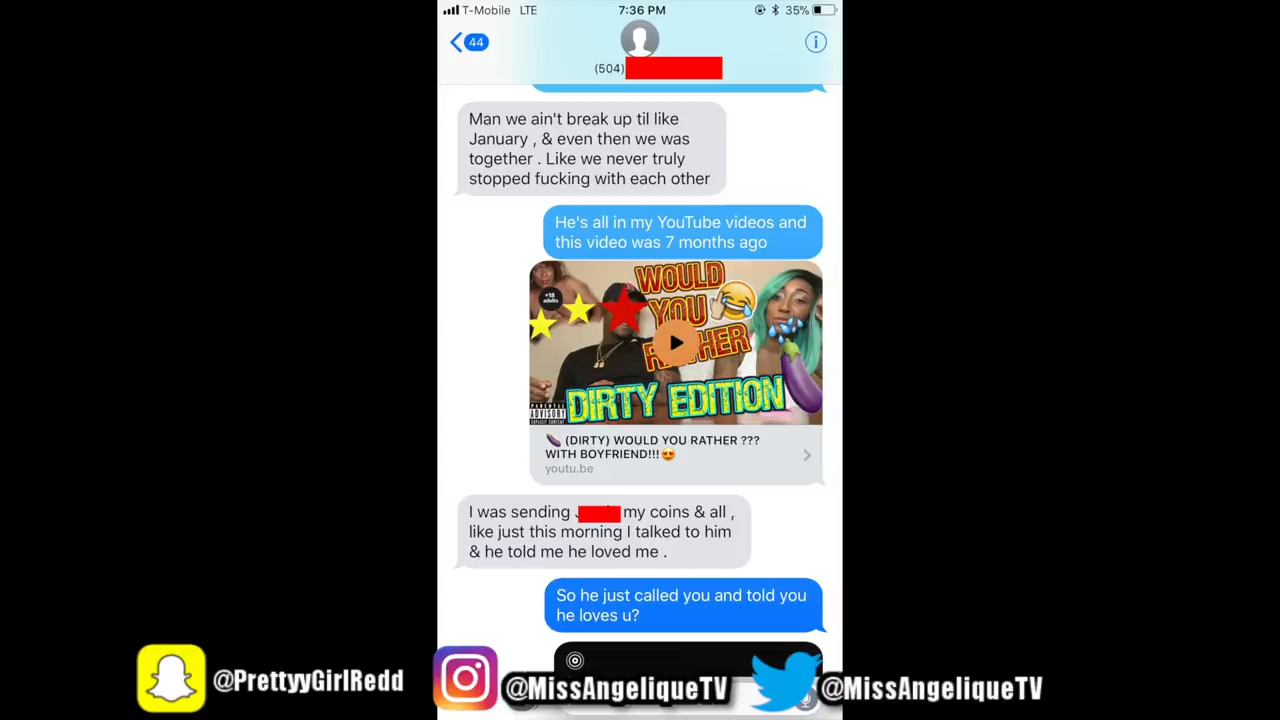 T-Mobile LTE 7:36 PM 35%
44
(504)
Man we ain't break up til like
January , & even then we was
together . Like we never truly
stopped fucking with each other
He's all in my YouTube videos and
this video was 7 months ago
+18
adults
WOULD
YOU
RATHER
DIRTY EDITION
PARENTAL
ADVISORY
EXPLICIT CONTENT
(DIRTY) WOULD YOU RATHER ???
WITH BOYFRIEND!!!
youtu.be
I was sending my coins & all ,
like just this morning I talked to him
& he told me he loved me .
So he just called you and told you
he loves u?
@PrettyyGirlRedd @MissAngeliqueTV @MissAngeliqueTV